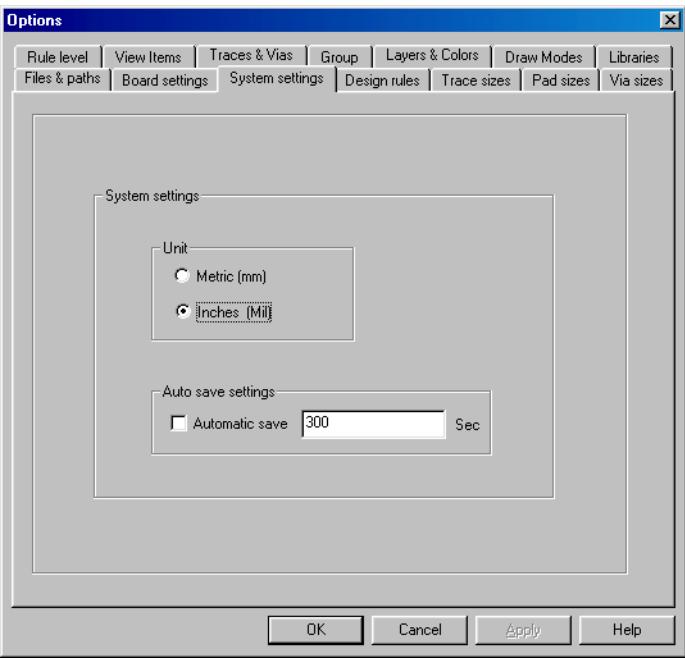 Options
Rule level View Items Traces & Vias Group Layers & Colors Draw Modes Libraries
Files & paths Board settings System settings Design rules Trace sizes Pad sizes Via sizes
System settings
Unit
Metric (mm)
Inches (Mil)
Auto save settings
Automatic save 300 Sec
OK Cancel Apply Help